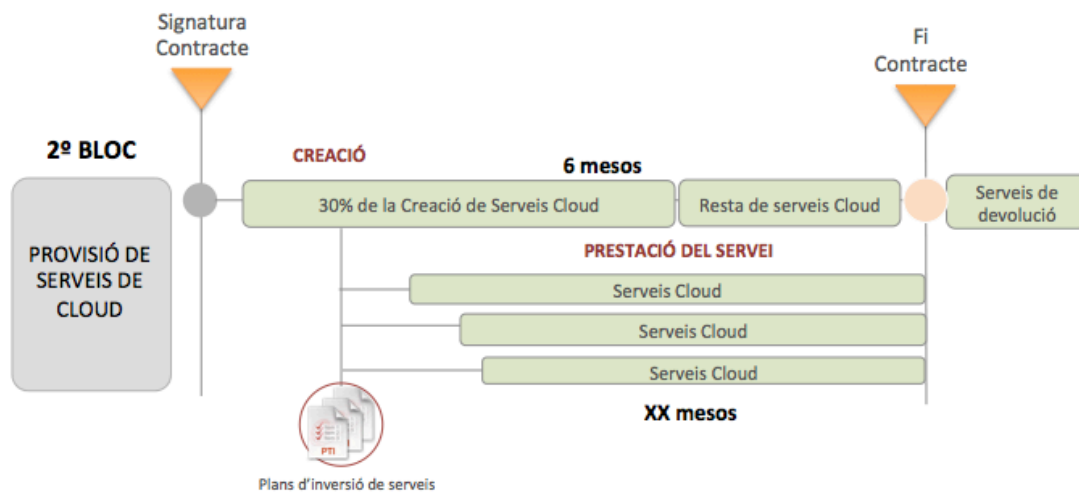 Signatura
Contracte
Fi
Contracte
2º BLOC
CREACIÓ
6 mesos
PROVISIÓ DE
SERVEIS DE
CLOUD
30% de la Creació de Serveis Cloud
Resta de serveis Cloud
Serveis de
devolució
PRESTACIÓ DEL SERVEI
Serveis Cloud
Serveis Cloud
Serveis Cloud
XX mesos
PTI
Plans d'inversió de serveis